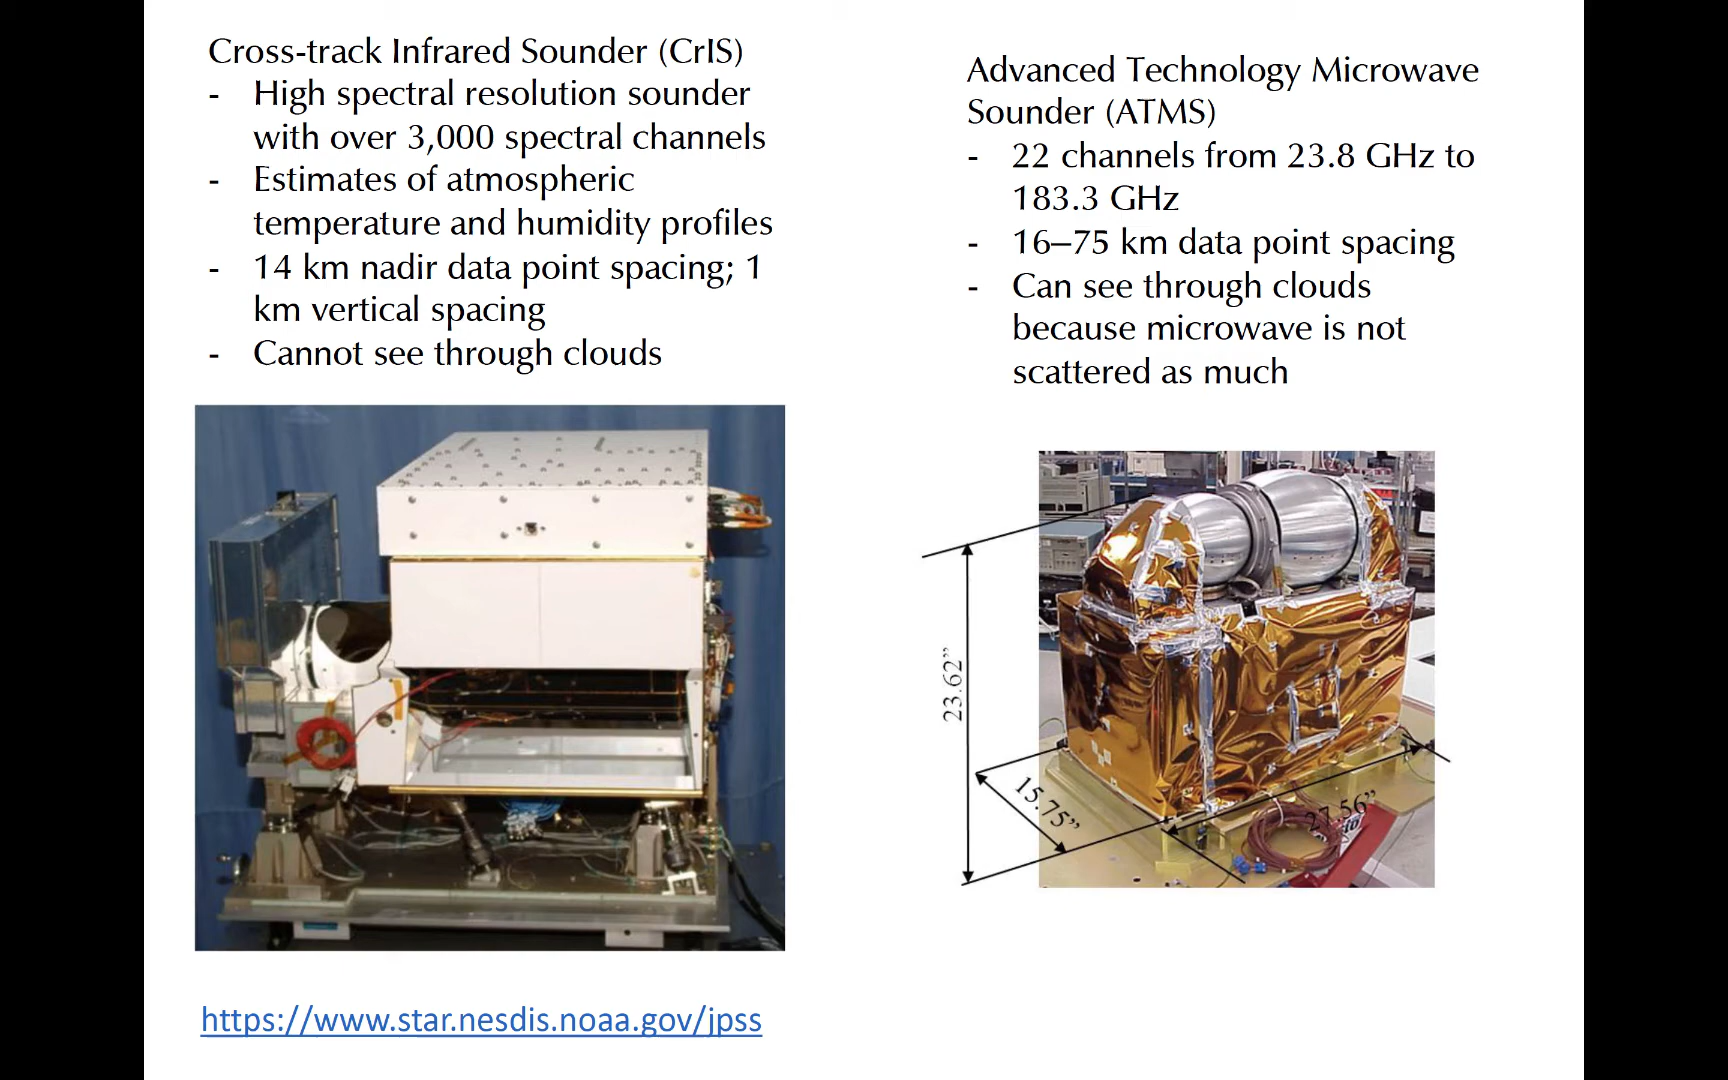 Cross-track Infrared Sounder (CrIS)
- High spectral resolution sounder
with over 3,000 spectral channels
- Estimates of atmospheric
temperature and humidity profiles
- 14 km nadir data point spacing; 1
km vertical spacing
- Cannot see through clouds
Advanced Technology Microwave
Sounder (ATMS)
- 22 channels from 23.8 GHz to
183.3 GHz
- 16–75 km data point spacing
- Can see through clouds
because microwave is not
scattered as much
23.62”
15.75”
27.56”
https://www.star.nesdis.noaa.gov/jpss